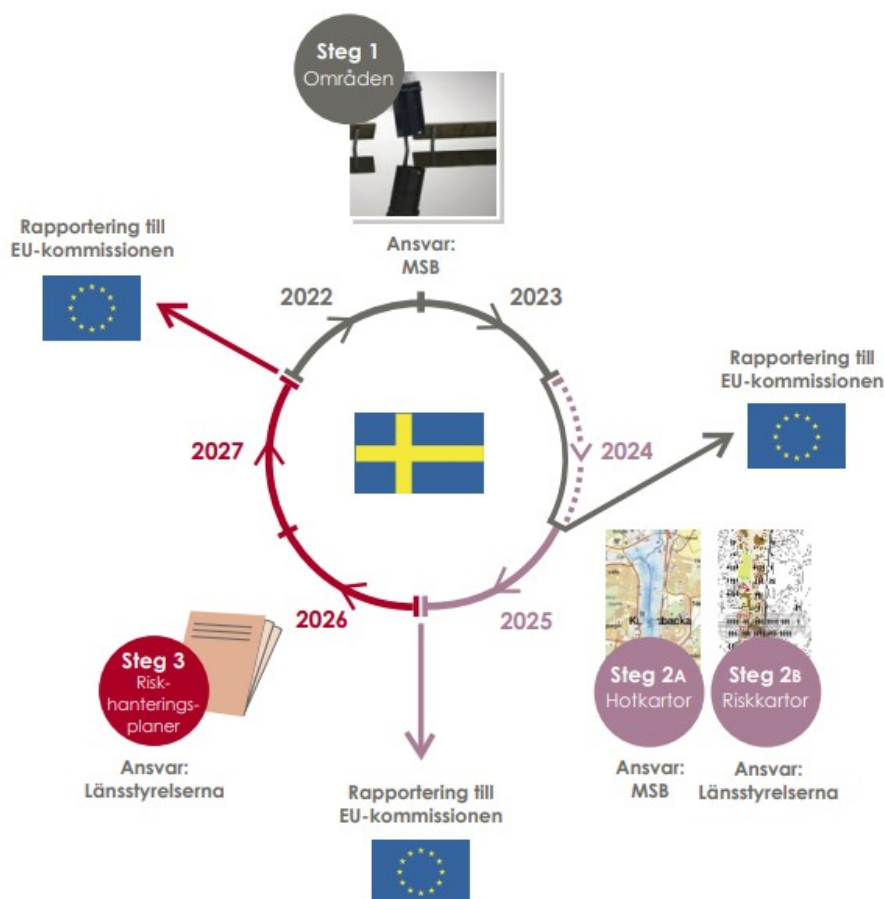 Steg 1
Områden
Ansvar:
MSB
Rapportering till
EU-kommissionen
2022
2023
Rapportering till
EU-kommissionen
2027
2024
2026
2025
Steg 3
Risk-
hanterings-
planer
Ansvar:
Länsstyrelserna
Steg 2A
Hotkartor
Ansvar:
MSB
Steg 2B
Riskkartor
Ansvar:
Länsstyrelserna
Rapportering till
EU-kommissionen